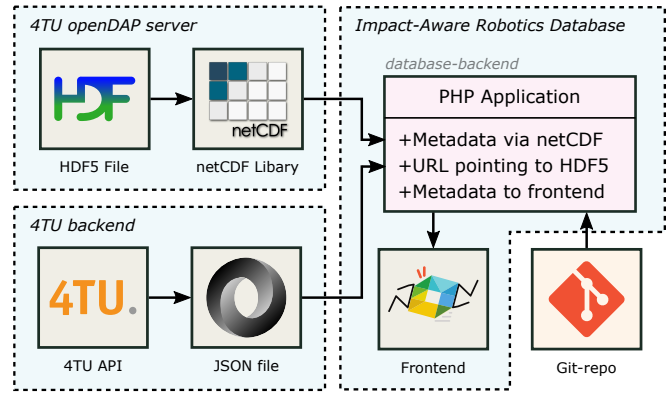 4TU openDAP server
HDF
HDF5 File
netCDF
netCDF Libary
4TU backend
4TU.
4TU API
JSON file
Impact-Aware Robotics Database
database-backend
PHP Application
+Metadata via netCDF
+URL pointing to HDF5
+Metadata to frontend
Frontend
Git-repo